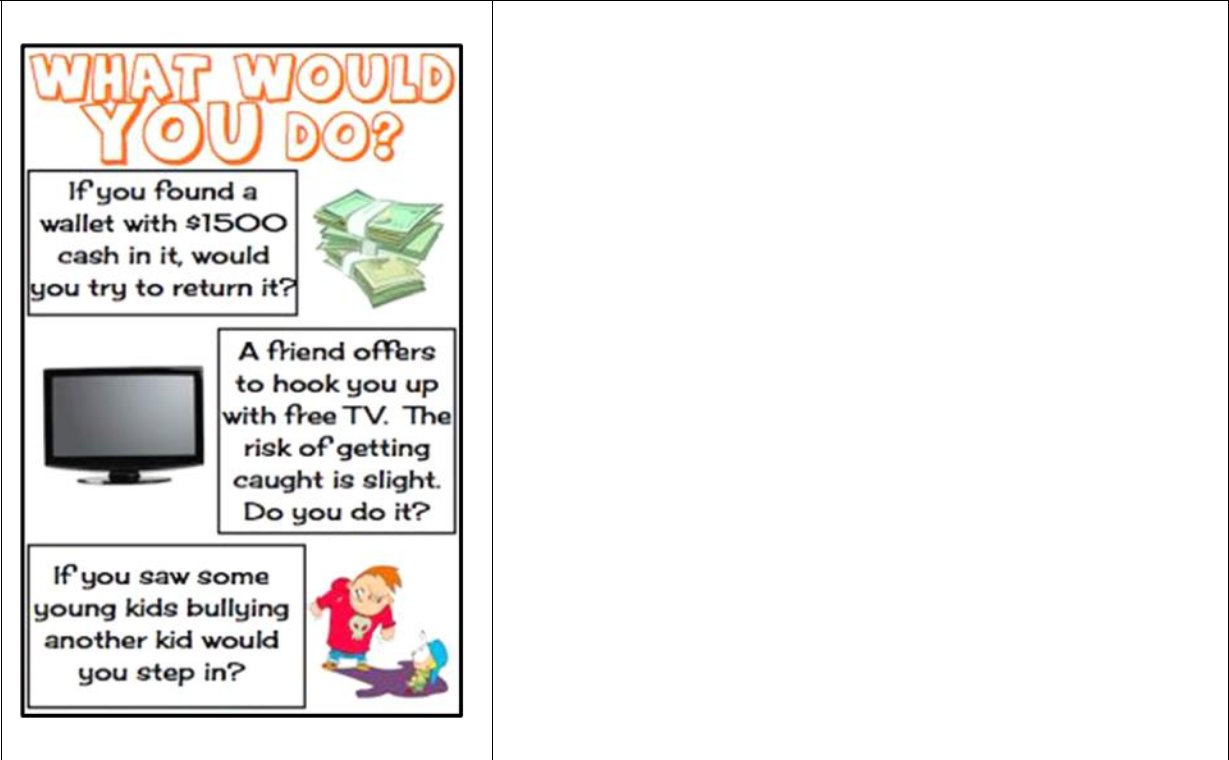 WHAT WOULD
YOU DO?
If you found a
wallet with $1500
cash in it, would
you try to return it?
A friend offers
to hook you up
with free TV. The
risk of getting
caught is slight.
Do you do it?
If you saw some
young kids bullying
another kid would
you step in?